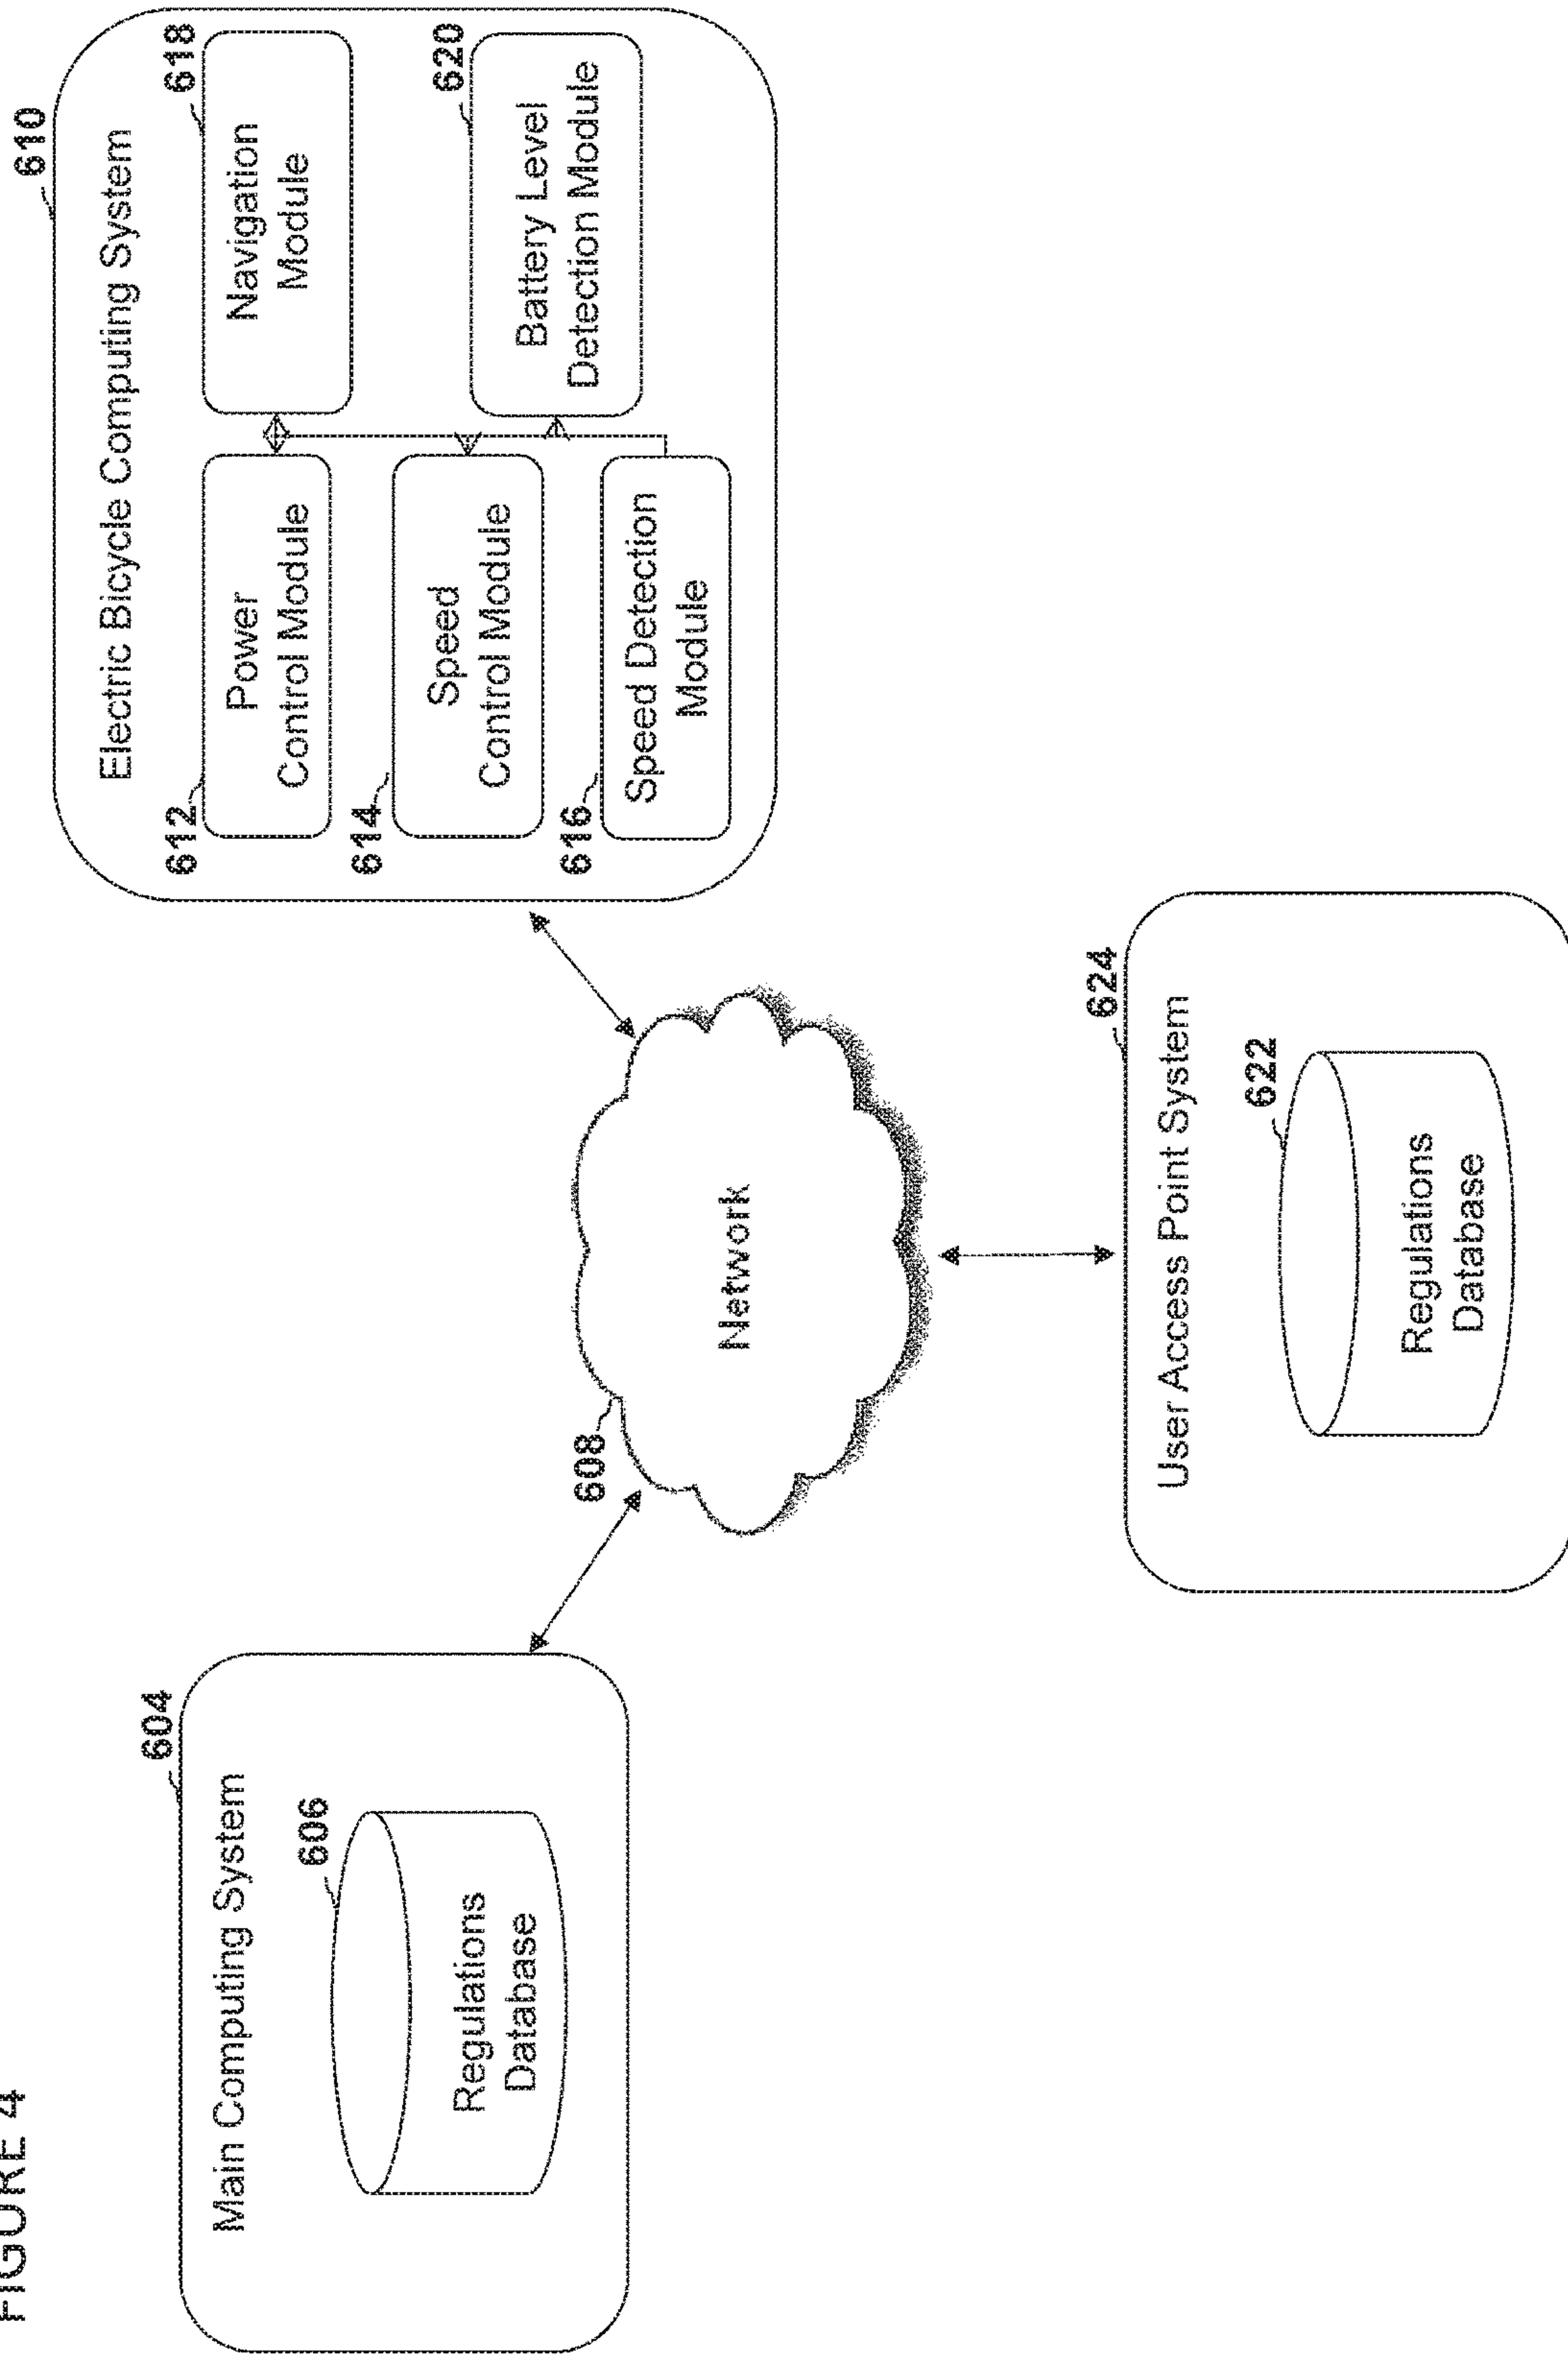 FIGURE 4
604
Main Computing System
606
Regulations
Database
608
Network
610
Electric Bicycle Computing System
612
Power
Control Module
614
Speed
Control Module
616
Speed Detection
Module
618
Navigation
Module
620
Battery Level
Detection Module
624
User Access Point System
622
Regulations
Database